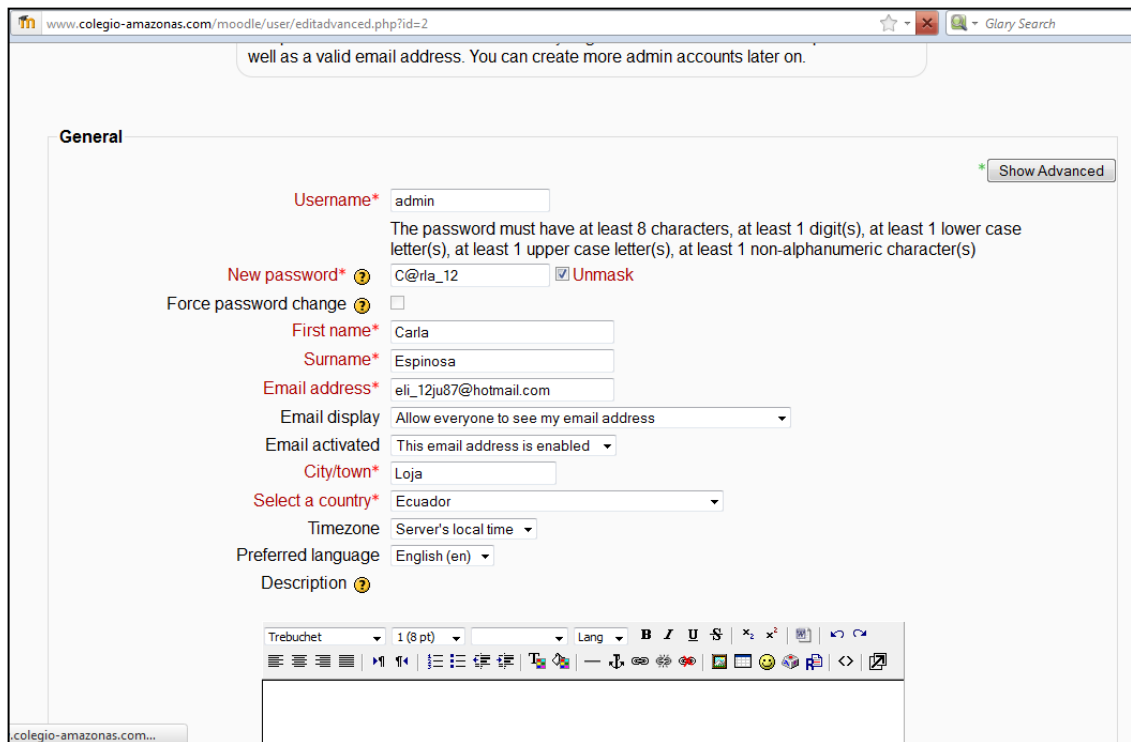 www.colegio-amazonas.com/moodle/user/editadvanced.php?id=2
Glary Search
well as a valid email address. You can create more admin accounts later on.
General
* Show Advanced
Username* admin
The password must have at least 8 characters, at least 1 digit(s), at least 1 lower case
letter(s), at least 1 upper case letter(s), at least 1 non-alphanumeric character(s)
New password* ? C@rla_12 Unmask
Force password change ?
First name* Carla
Surname* Espinosa
Email address* eli_12ju87@hotmail.com
Email display Allow everyone to see my email address
Email activated This email address is enabled
City/town* Loja
Select a country* Ecuador
Timezone Server's local time
Preferred language English (en)
Description ?
Trebuchet 1 (8 pt) Lang B I U S x₂ x²
.colegio-amazonas.com...